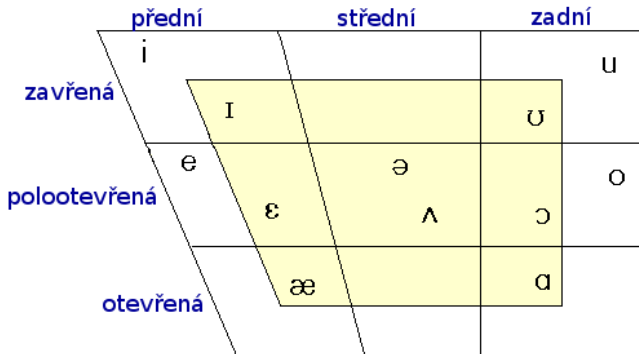 přední střední zadní
i u
zavřená
ɪ ʊ
e ə o
polootevřená
ɛ ʌ ɔ
æ ɑ
otevřená